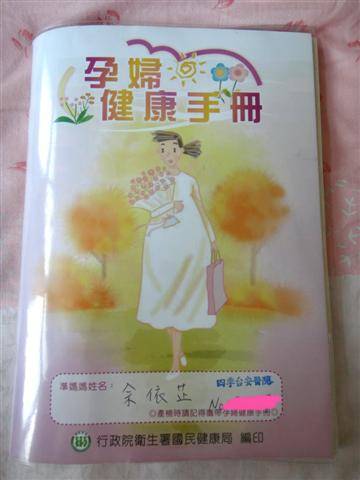 孕婦
健康手冊
準媽媽姓名： 余依芷 四季台安醫院
No
◎產檢時請記得攜帶孕婦健康手冊◎
行政院衛生署國民健康局 編印